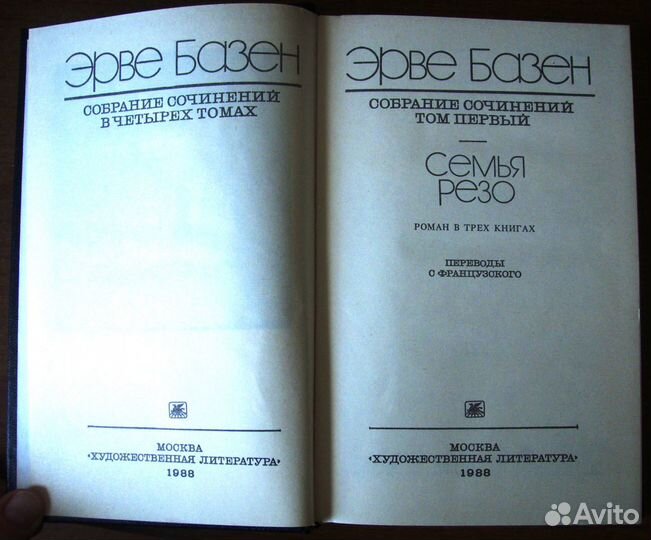 Эрве Базен
СОБРАНИЕ СОЧИНЕНИЙ
В ЧЕТЫРЕХ ТОМАХ
МОСКВА
«ХУДОЖЕСТВЕННАЯ ЛИТЕРАТУРА»
1988
Эрве Базен
СОБРАНИЕ СОЧИНЕНИЙ
ТОМ ПЕРВЫЙ
Семья
Резо
РОМАН В ТРЕХ КНИГАХ
ПЕРЕВОДЫ
С ФРАНЦУЗСКОГО
МОСКВА
«ХУДОЖЕСТВЕННАЯ ЛИТЕРАТУРА»
1988
Avito